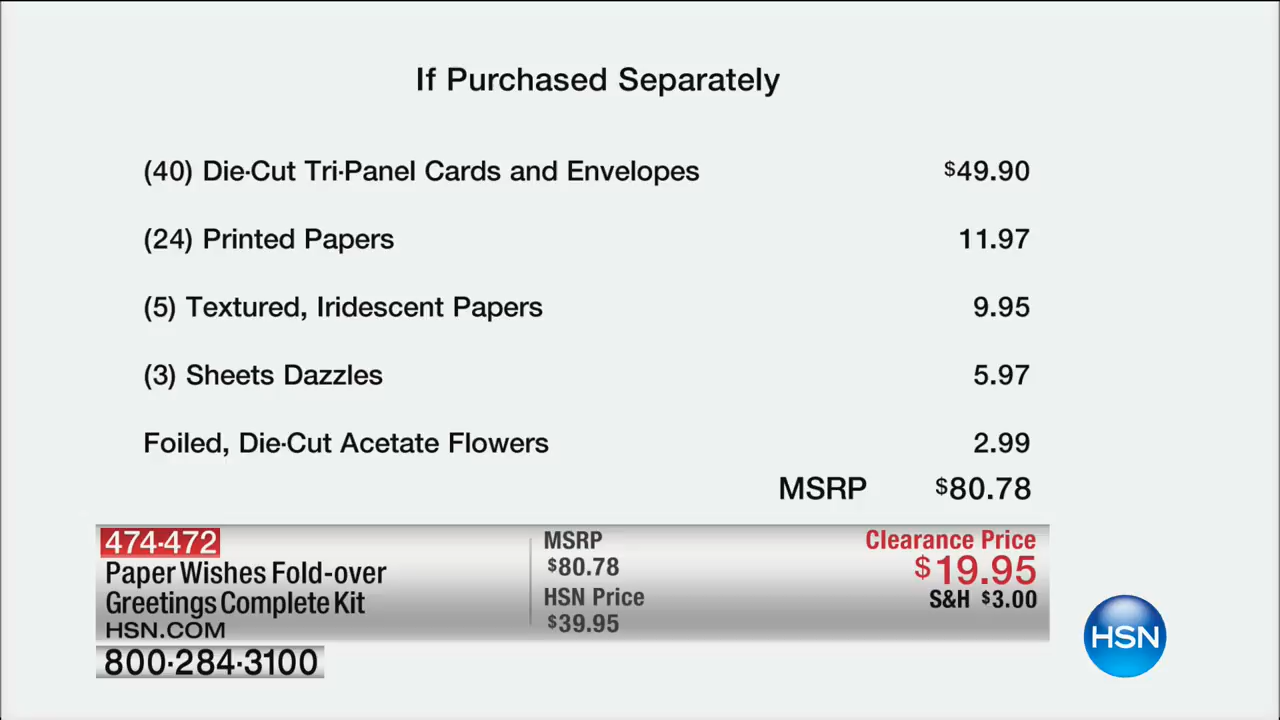 If Purchased Separately
(40) Die-Cut Tri-Panel Cards and Envelopes $49.90
(24) Printed Papers 11.97
(5) Textured, Iridescent Papers 9.95
(3) Sheets Dazzles 5.97
Foiled, Die-Cut Acetate Flowers 2.99
MSRP $80.78
474-472
Paper Wishes Fold-over
Greetings Complete Kit
HSN.COM
800-284-3100
MSRP
$80.78
HSN Price
$39.95
Clearance Price
$19.95
S&H $3.00
HSN